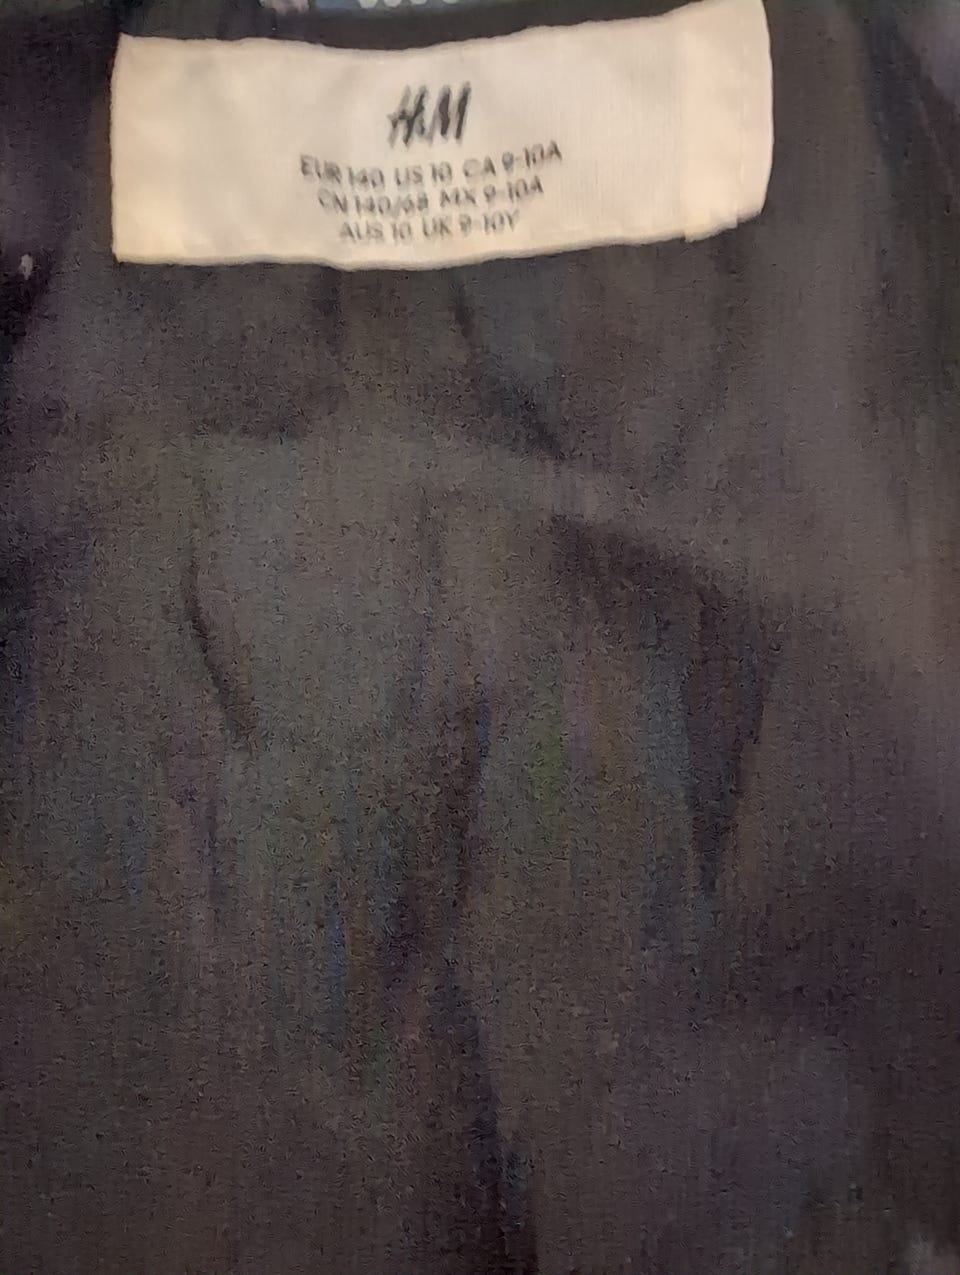 H&M
EUR 140 US 10 CA 9-10A
CN 140/68 MX 9-10A
AUS 10 UK 9-10Y